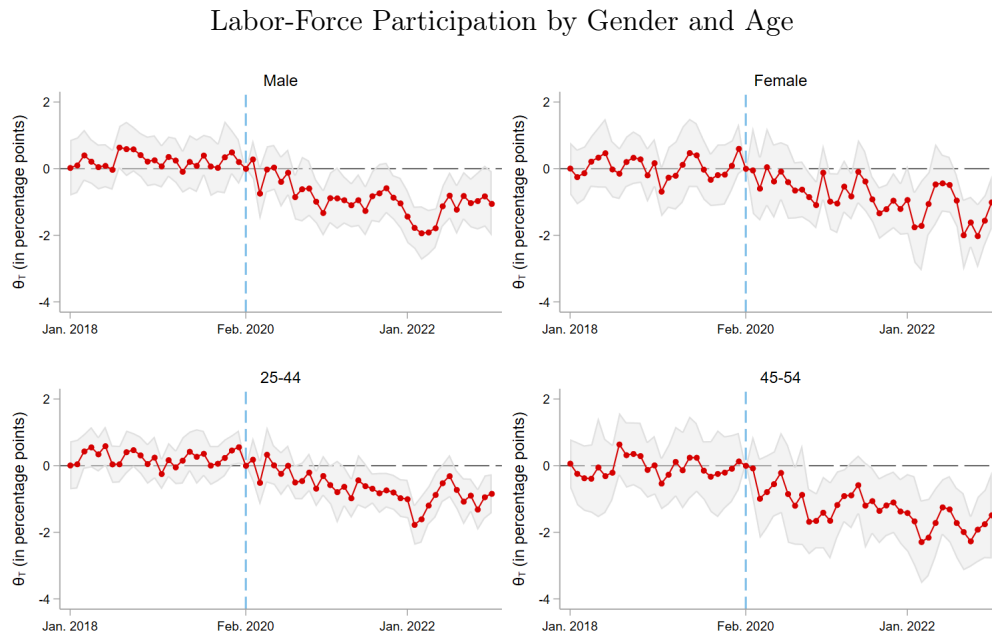 Labor-Force Participation by Gender and Age
Male
θT (in percentage points)
2
0
-2
-4
Jan. 2018 Feb. 2020 Jan. 2022
Female
θT (in percentage points)
2
0
-2
-4
Jan. 2018 Feb. 2020 Jan. 2022
25-44
θT (in percentage points)
2
0
-2
-4
Jan. 2018 Feb. 2020 Jan. 2022
45-54
θT (in percentage points)
2
0
-2
-4
Jan. 2018 Feb. 2020 Jan. 2022